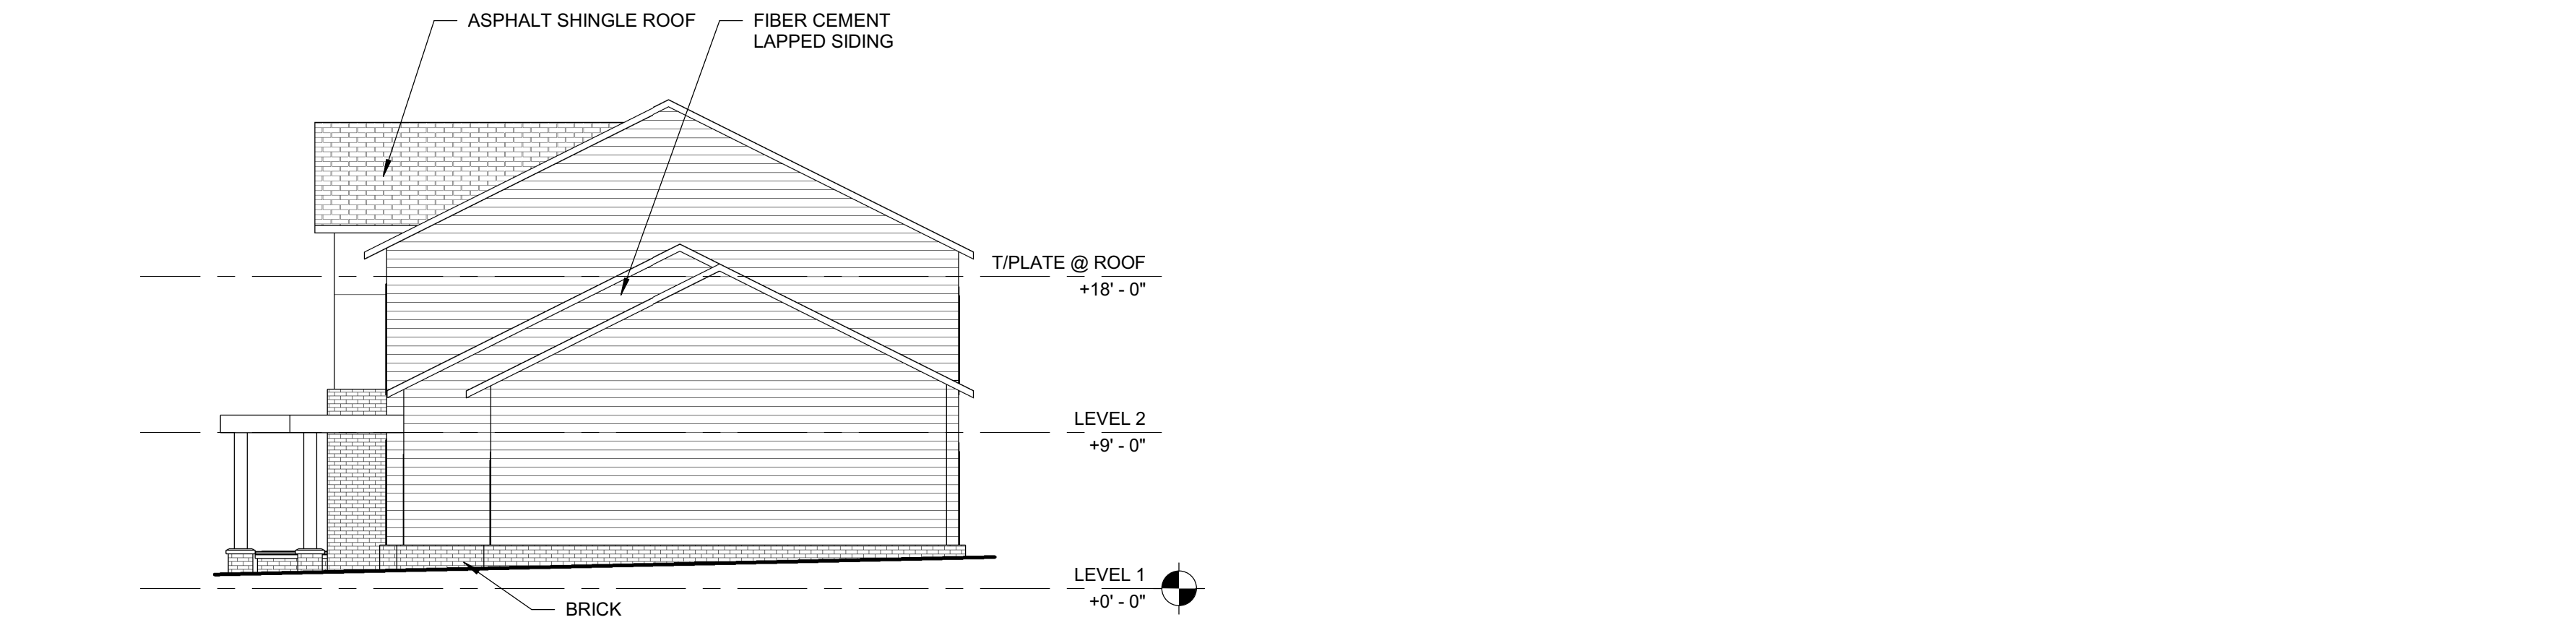 ASPHALT SHINGLE ROOF
FIBER CEMENT
LAPPED SIDING
T/PLATE @ ROOF
+18' - 0"
LEVEL 2
+9' - 0"
LEVEL 1
+0' - 0"
BRICK